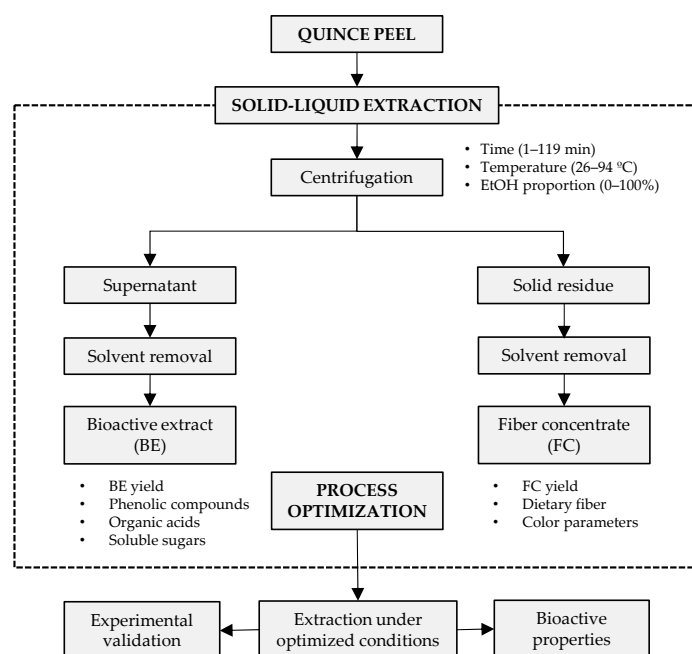 QUINCE PEEL
SOLID-LIQUID EXTRACTION
• Time (1–119 min)
• Temperature (26–94 ºC)
• EtOH proportion (0–100%)
Centrifugation
Supernatant
Solid residue
Solvent removal
Solvent removal
Bioactive extract
(BE)
Fiber concentrate
(FC)
• BE yield
• Phenolic compounds
• Organic acids
• Soluble sugars
• FC yield
• Dietary fiber
• Color parameters
PROCESS
OPTIMIZATION
Experimental
validation
Extraction under
optimized conditions
Bioactive
properties